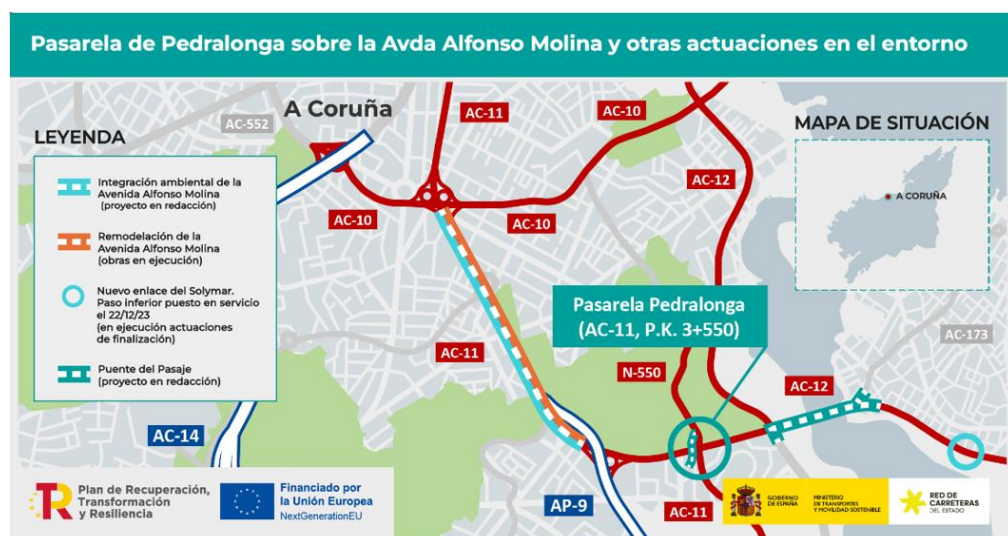 Pasarela de Pedralonga sobre la Avda Alfonso Molina y otras actuaciones en el entorno
LEYENDA
Integración ambiental de la
Avenida Alfonso Molina
(proyecto en redacción)
Remodelación de la
Avenida Alfonso Molina
(obras en ejecución)
Nuevo enlace del Solymar.
Paso inferior puesto en servicio
el 22/12/23
(en ejecución actuaciones
de finalización)
Puente del Pasaje
(proyecto en redacción)
A Coruña
AC-552
AC-11
AC-10
AC-12
AC-10
AC-10
AC-11
AC-14
MAPA DE SITUACIÓN
A CORUÑA
Pasarela Pedralonga
(AC-11, P.K. 3+550)
N-550
AC-173
AC-12
AP-9
AC-11
Plan de Recuperación,
Transformación
y Resiliencia
Financiado por
la Unión Europea
NextGenerationEU
GOBIERNO
DE ESPAÑA
MINISTERIO
DE TRANSPORTES
Y MOVILIDAD SOSTENIBLE
RED DE
CARRETERAS
DEL ESTADO